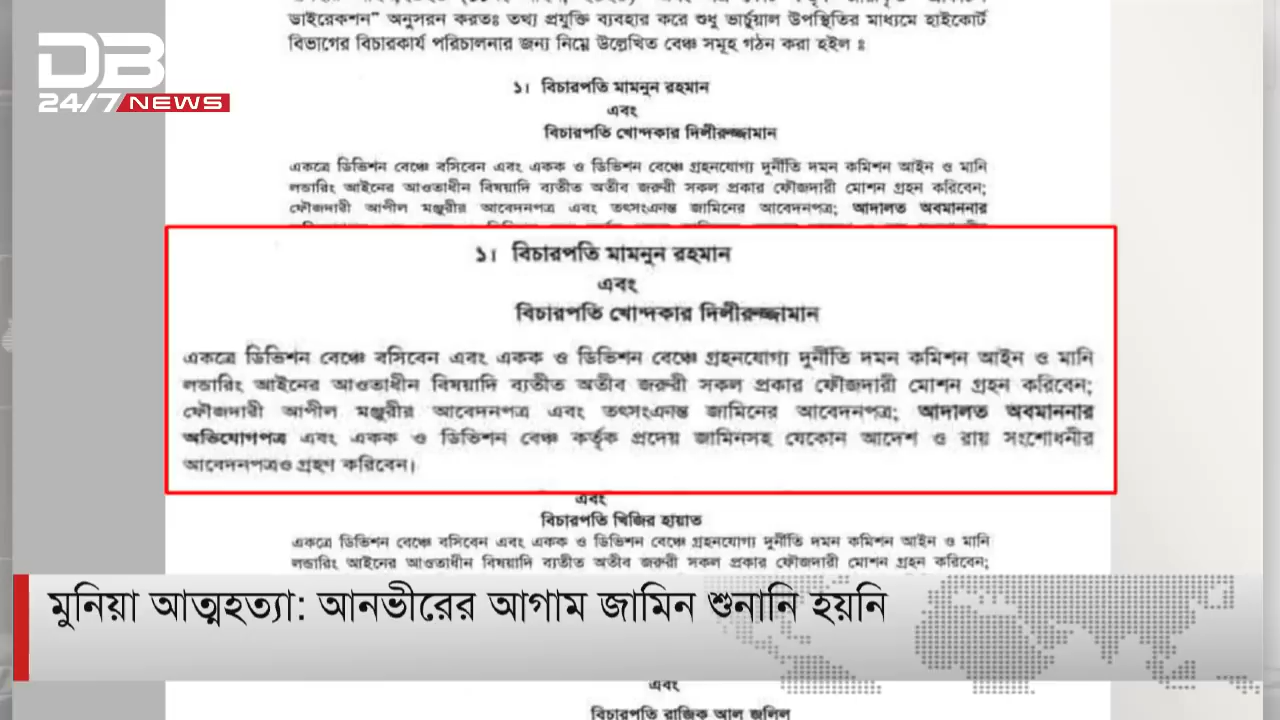 DB
24/7 NEWS
ডাইরেকশন” অনুসরন করতঃ তথ্য প্রযুক্তি ব্যবহার করে শুধু ভার্চুয়াল উপস্থিতির মাধ্যমে হাইকোর্ট
বিভাগের বিচারকার্য পরিচালনার জন্য নিম্নে উল্লেখিত বেঞ্চ সমূহ গঠন করা হইল ঃ
১। বিচারপতি মামনুন রহমান
এবং
বিচারপতি খোন্দকার দিলীরুজ্জামান
একত্রে ডিভিশন বেঞ্চে বসিবেন এবং একক ও ডিভিশন বেঞ্চে গ্রহনযোগ্য দুর্নীতি দমন কমিশন আইন ও মানি
লন্ডারিং আইনের আওতাধীন বিষয়াদি ব্যতীত অতীব জরুরী সকল প্রকার ফৌজদারী মোশন গ্রহন করিবেন;
ফৌজদারী আপীল মঞ্জুরীর আবেদনপত্র এবং তৎসংক্রান্ত জামিনের আবেদনপত্র; আদালত অবমাননার
১। বিচারপতি মামনুন রহমান
এবং
বিচারপতি খোন্দকার দিলীরুজ্জামান
একত্রে ডিভিশন বেঞ্চে বসিবেন এবং একক ও ডিভিশন বেঞ্চে গ্রহনযোগ্য দুর্নীতি দমন কমিশন আইন ও মানি
লন্ডারিং আইনের আওতাধীন বিষয়াদি ব্যতীত অতীব জরুরী সকল প্রকার ফৌজদারী মোশন গ্রহন করিবেন;
ফৌজদারী আপীল মঞ্জুরীর আবেদনপত্র এবং তৎসংক্রান্ত জামিনের আবেদনপত্র; আদালত অবমাননার
অভিযোগপত্র এবং একক ও ডিভিশন বেঞ্চ কর্তৃক প্রদেয় জামিনসহ যেকোন আদেশ ও রায় সংশোধনীর
আবেদনপত্রও গ্রহণ করিবেন।
এবং
বিচারপতি খিজির হায়াত
একত্রে ডিভিশন বেঞ্চে বসিবেন এবং একক ও ডিভিশন বেঞ্চে গ্রহনযোগ্য দুর্নীতি দমন কমিশন আইন ও মানি
লন্ডারিং আইনের আওতাধীন বিষয়াদি ব্যতীত অতীব জরুরী সকল প্রকার ফৌজদারী মোশন গ্রহন করিবেন;
মুনিয়া আত্মহত্যা: আনভীরের আগাম জামিন শুনানি হয়নি
এবং
বিচারপতি রাজিক আল জলিল